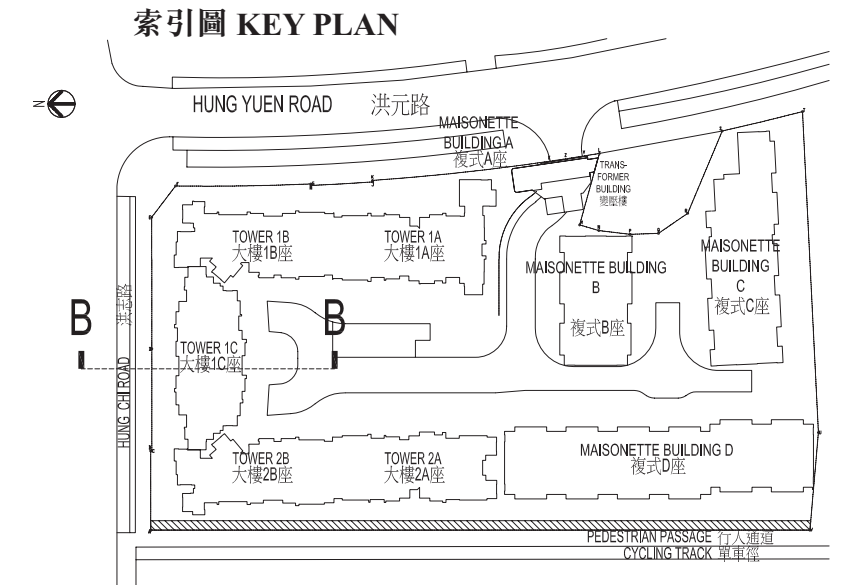 索引圖 KEY PLAN
N
HUNG YUEN ROAD 洪元路
MAISONETTE
BUILDING A
複式A座
TRANS-
FORMER
BUILDING
變壓樓
TOWER 1B
大樓1B座
TOWER 1A
大樓1A座
MAISONETTE BUILDING
B
複式B座
MAISONETTE
BUILDING
C
複式C座
B
B
HUNG CHI ROAD 洪志路
TOWER 1C
大樓1C座
TOWER 2B
大樓2B座
TOWER 2A
大樓2A座
MAISONETTE BUILDING D
複式D座
PEDESTRIAN PASSAGE 行人通道
CYCLING TRACK 單車徑